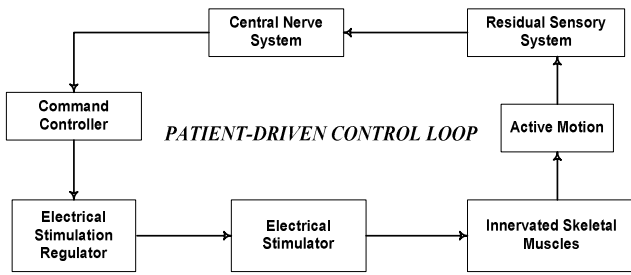 Central Nerve
System
Residual Sensory
System
Command
Controller
PATIENT-DRIVEN CONTROL LOOP
Active Motion
Electrical
Stimulation
Regulator
Electrical
Stimulator
Innervated Skeletal
Muscles